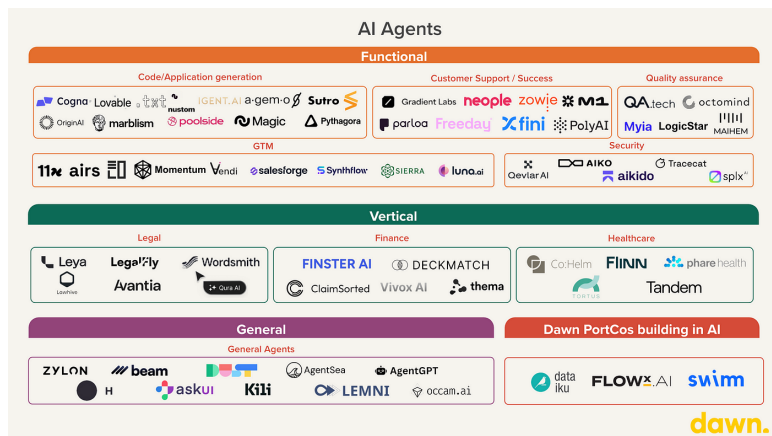 AI Agents
Functional
Code/Application generation
Customer Support / Success
Quality assurance
Cogna Lovable .txt nustom IGENT.AI a·gem·o Sutro
OriginAI marblism poolside Magic Pythagora
Gradient Labs neople zowie M1
parloa Freeday fini PolyAI
QA.tech octomind
Myia LogicStar MAIHEM
GTM
Security
11x airs Momentum Vendi salesforge Synthflow SIERRA luna.ai
Qevlar AI AIKO Tracecat
aikido splx
Vertical
Legal
Finance
Healthcare
Leya LegalFly Wordsmith
Lawhive Avantia Qura AI
FINSTER AI DECKMATCH
ClaimSorted Vivox AI thema
Co:Helm FLINN phare health
TORTUS Tandem
General
Dawn PortCos building in AI
General Agents
ZYLON beam DUST AgentSea AgentGPT
H askUI Kili LEMNI occam.ai
data
iku
FLOWX.AI swimm
dawn.